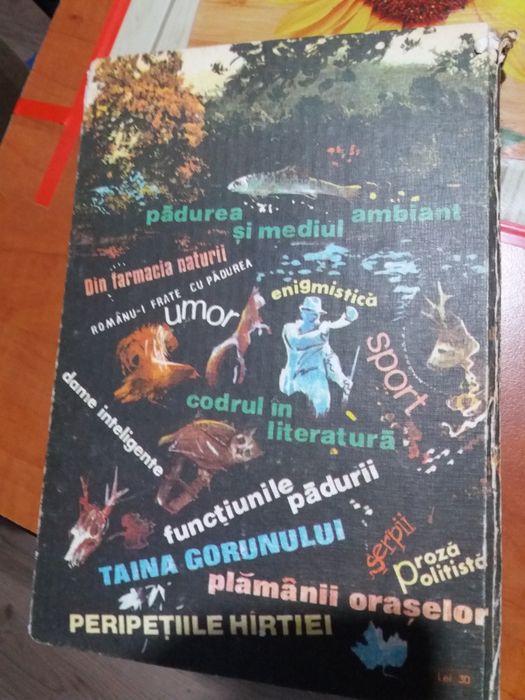 pădurea
și mediul
ambiant
Din farmacia naturii
ROMÂNU-I FRATE CU PĂDUREA
umor
enigmistică
sport
dame inteligente
codrul în
literatură
funcțiunile
pădurii
TAINA GORUNULUI
șerpii
proză
polițistă
plămânii orașelor
PERIPEȚIILE HÎRTIEI
Lei 30